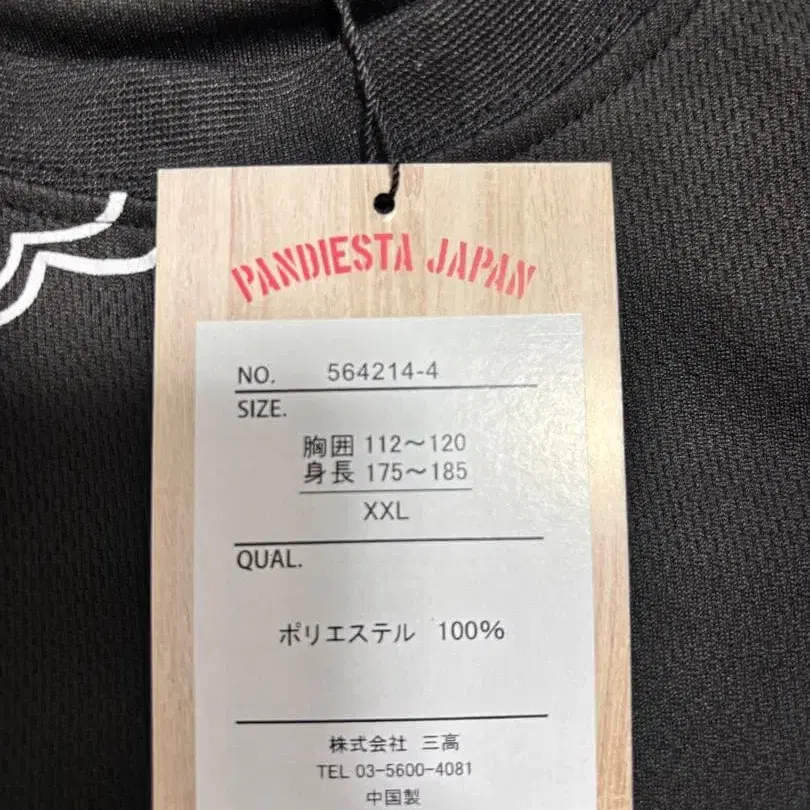 PANDIESTA JAPAN
NO. 564214-4
SIZE.
胸囲 112～120
身長 175～185
XXL
QUAL.
ポリエステル 100%
株式会社 三高
TEL 03-5600-4081
中国製